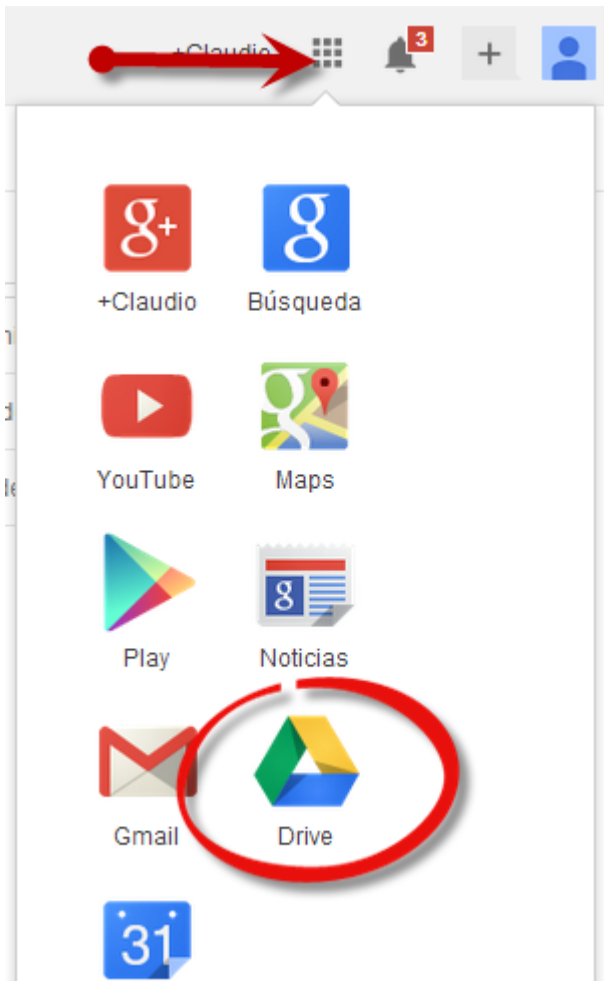 +Claudio
3
+
g+
g
+Claudio Búsqueda
g
YouTube Maps
g
Play Noticias
Gmail Drive
31